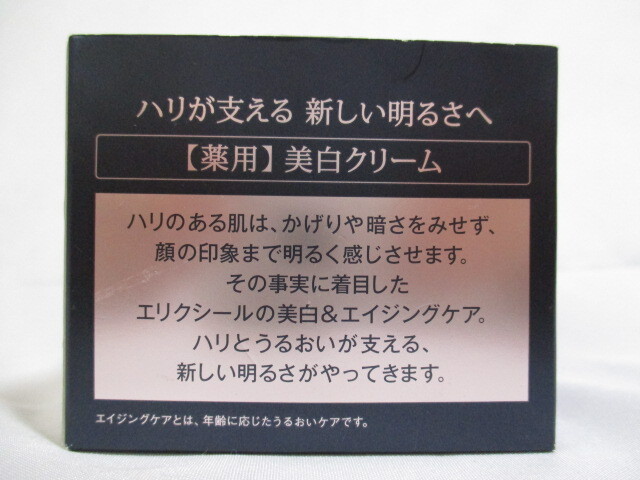 ハリが支える 新しい明るさへ
【薬用】美白クリーム
ハリのある肌は、かげりや暗さをみせず、
顔の印象まで明るく感じさせます。
その事実に着目した
エリクシールの美白&エイジングケア。
ハリとうるおいが支える、
新しい明るさがやってきます。
エイジングケアとは、年齢に応じたうるおいケアです。